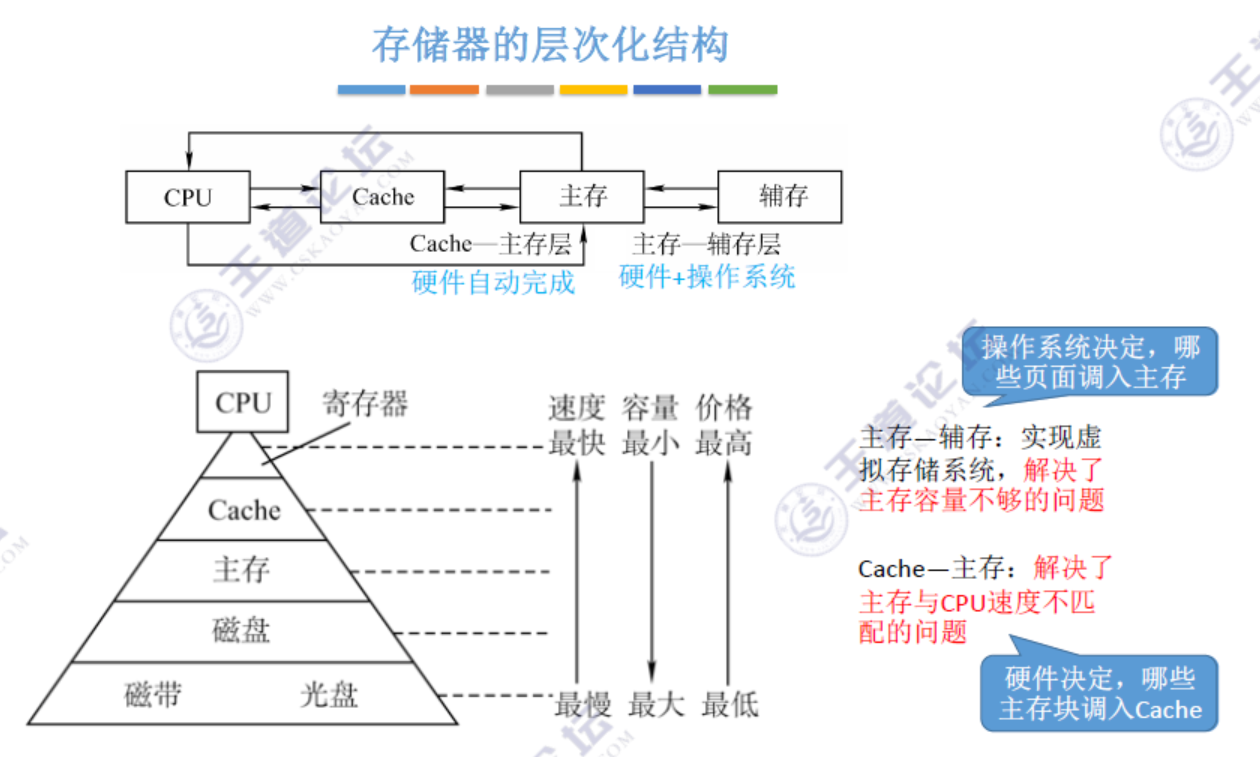 存储器的层次化结构
CPU
Cache
主存
辅存
Cache—主存层
主存—辅存层
硬件自动完成
硬件+操作系统
CPU
寄存器
Cache
主存
磁盘
磁带
光盘
速度 容量 价格
最快 最小 最高
最慢 最大 最低
操作系统决定，哪
些页面调入主存
主存—辅存：实现虚
拟存储系统，解决了
主存容量不够的问题
Cache—主存：解决了
主存与CPU速度不匹
配的问题
硬件决定，哪些
主存块调入Cache
王道论坛
WWW.CSKAOYAN.COM
王道论坛